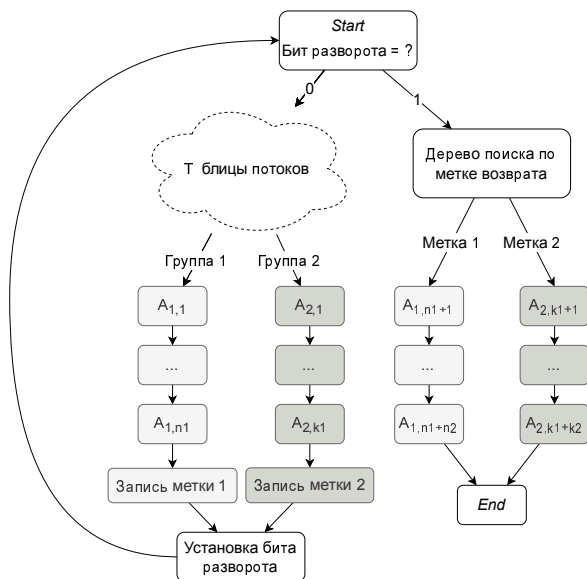 Start
Бит разворота = ?
0
1
Т блицы потоков
Дерево поиска по
метке возврата
Группа 1
Группа 2
Метка 1
Метка 2
A1,1
A2,1
A1,n1+1
A2,k1+1
...
...
...
...
A1,n1
A2,k1
A1,n1+n2
A2,k1+k2
Запись метки 1
Запись метки 2
End
Установка бита
разворота